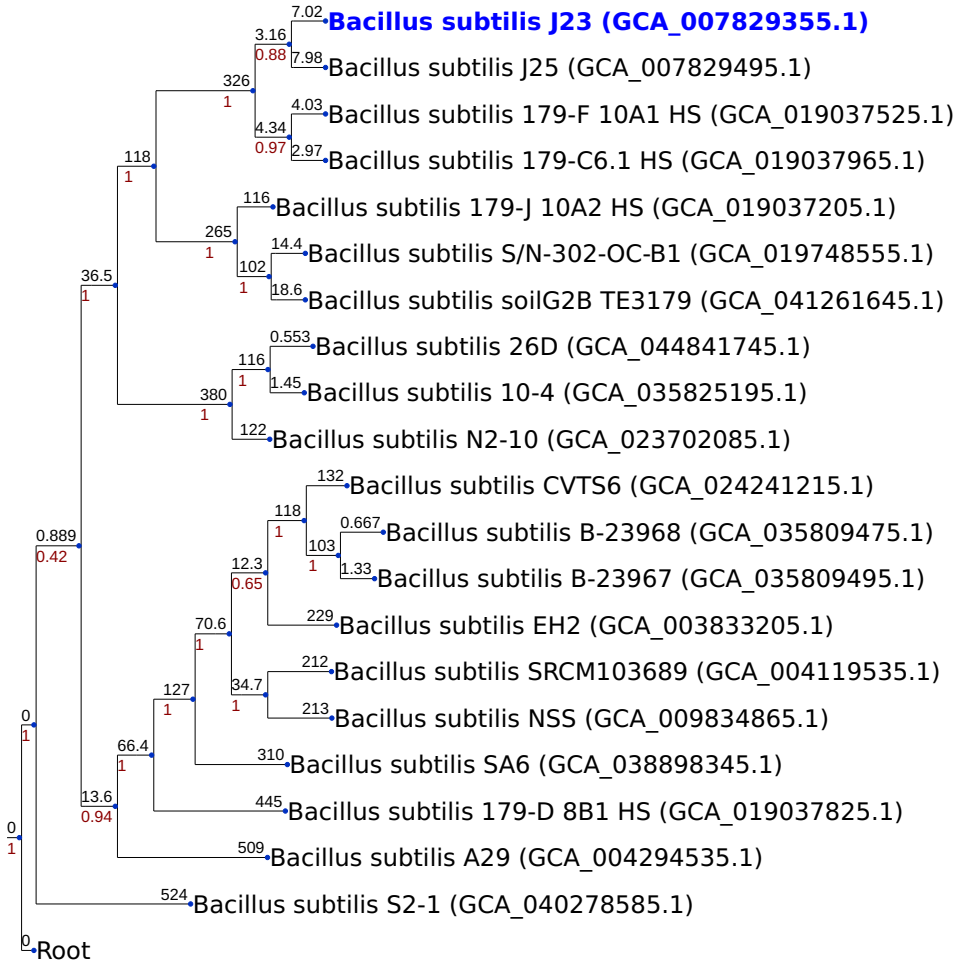 7.02
Bacillus subtilis J23 (GCA_007829355.1)
3.16
0.88
7.98
Bacillus subtilis J25 (GCA_007829495.1)
326
1
4.03
Bacillus subtilis 179-F 10A1 HS (GCA_019037525.1)
4.34
0.97
2.97
Bacillus subtilis 179-C6.1 HS (GCA_019037965.1)
118
1
116
Bacillus subtilis 179-J 10A2 HS (GCA_019037205.1)
265
1
14.4
Bacillus subtilis S/N-302-OC-B1 (GCA_019748555.1)
102
1
18.6
Bacillus subtilis soilG2B TE3179 (GCA_041261645.1)
36.5
1
0.553
Bacillus subtilis 26D (GCA_044841745.1)
116
1
1.45
Bacillus subtilis 10-4 (GCA_035825195.1)
380
1
122
Bacillus subtilis N2-10 (GCA_023702085.1)
132
Bacillus subtilis CVTS6 (GCA_024241215.1)
118
1
0.667
Bacillus subtilis B-23968 (GCA_035809475.1)
103
1
1.33
Bacillus subtilis B-23967 (GCA_035809495.1)
0.889
0.42
12.3
0.65
229
Bacillus subtilis EH2 (GCA_003833205.1)
70.6
1
212
Bacillus subtilis SRCM103689 (GCA_004119535.1)
34.7
1
213
Bacillus subtilis NSS (GCA_009834865.1)
127
1
310
Bacillus subtilis SA6 (GCA_038898345.1)
0
1
66.4
1
445
Bacillus subtilis 179-D 8B1 HS (GCA_019037825.1)
13.6
0.94
509
Bacillus subtilis A29 (GCA_004294535.1)
0
1
524
Bacillus subtilis S2-1 (GCA_040278585.1)
0
Root